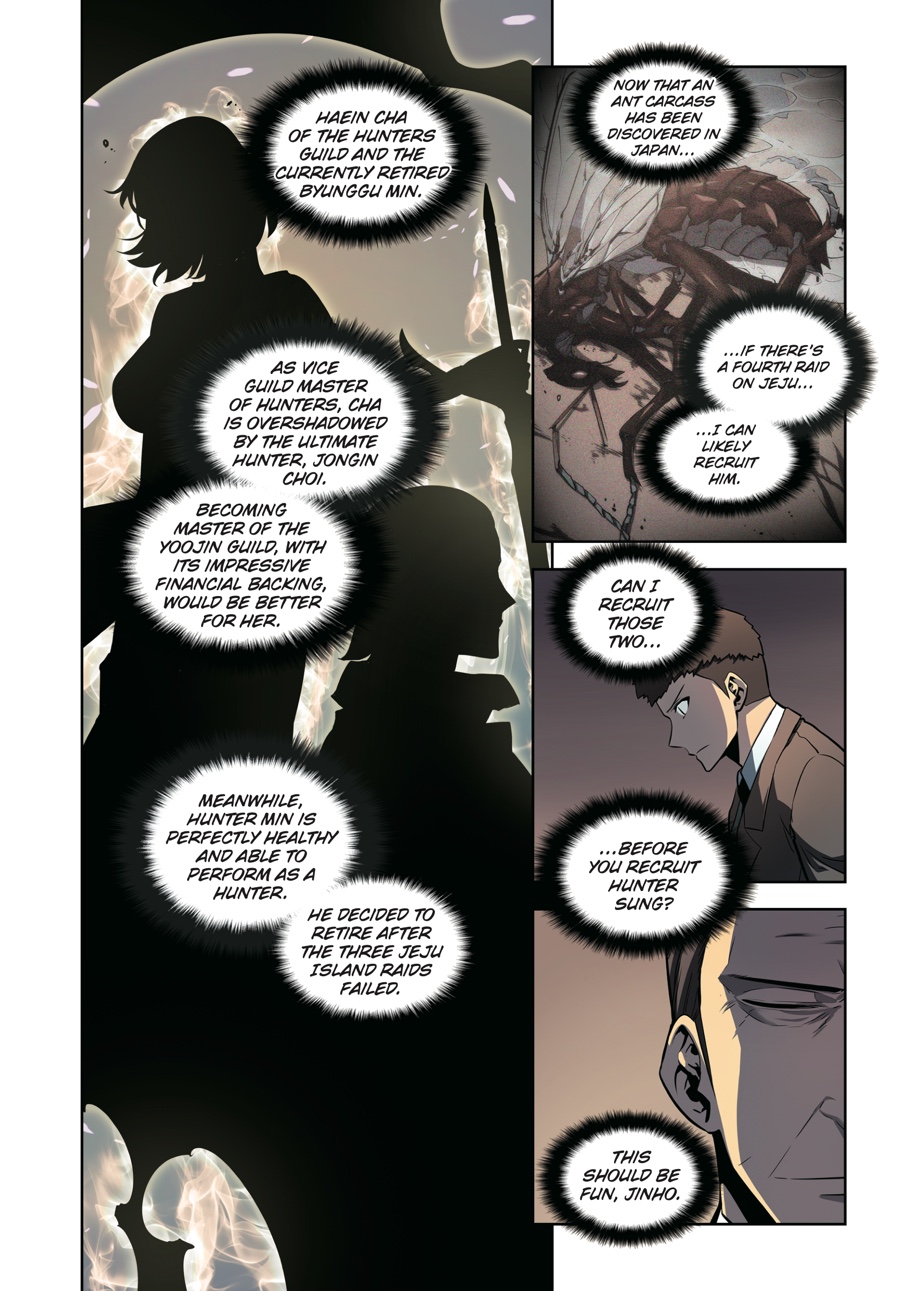 HAEIN CHA
OF THE HUNTERS
GUILD AND THE
CURRENTLY RETIRED
BYUNGGU MIN.
AS VICE
GUILD MASTER
OF HUNTERS, CHA
IS OVERSHADOWED
BY THE ULTIMATE
HUNTER, JONGIN
CHOI.
BECOMING
MASTER OF THE
YOOJIN GUILD, WITH
ITS IMPRESSIVE
FINANCIAL BACKING,
WOULD BE BETTER
FOR HER.
MEANWHILE,
HUNTER MIN IS
PERFECTLY HEALTHY
AND ABLE TO
PERFORM AS A
HUNTER.
HE DECIDED TO
RETIRE AFTER
THE THREE JEJU
ISLAND RAIDS
FAILED.
NOW THAT AN
ANT CARCASS
HAS BEEN
DISCOVERED IN
JAPAN...
...IF THERE'S
A FOURTH RAID
ON JEJU...
...I CAN
LIKELY
RECRUIT
HIM.
CAN I
RECRUIT
THOSE
TWO...
...BEFORE
YOU RECRUIT
HUNTER
SUNG?
THIS
SHOULD BE
FUN, JINHO.